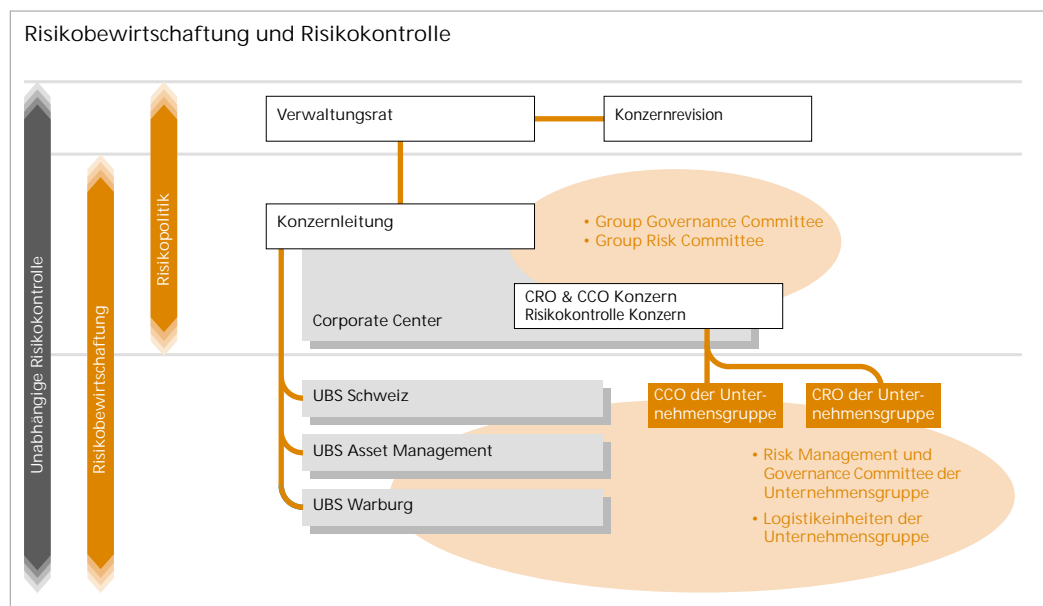 Risikobewirtschaftung und Risikokontrolle
Unabhängige Risikokontrolle
Risikobewirtschaftung
Risikopolitik
Verwaltungsrat
Konzernrevision
Konzernleitung
• Group Governance Committee
• Group Risk Committee
Corporate Center
CRO & CCO Konzern
Risikokontrolle Konzern
CCO der Unter-
nehmensgruppe
CRO der Unter-
nehmensgruppe
UBS Schweiz
UBS Asset Management
UBS Warburg
• Risk Management und
Governance Committee der
Unternehmensgruppe
• Logistikeinheiten der
Unternehmensgruppe